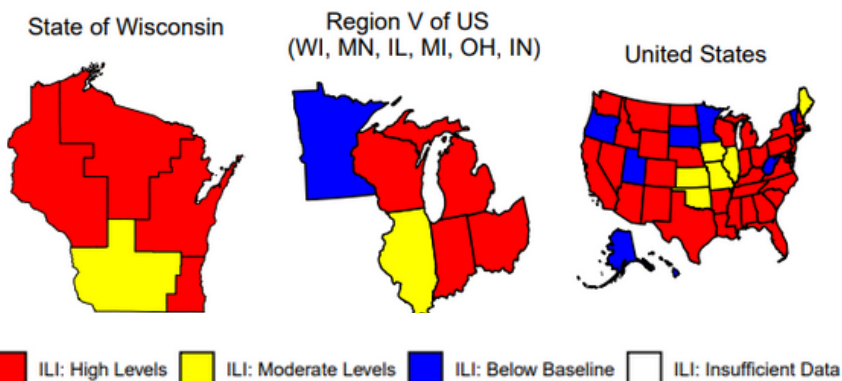 State of Wisconsin
Region V of US
(WI, MN, IL, MI, OH, IN)
United States
ILI: High Levels
ILI: Moderate Levels
ILI: Below Baseline
ILI: Insufficient Data